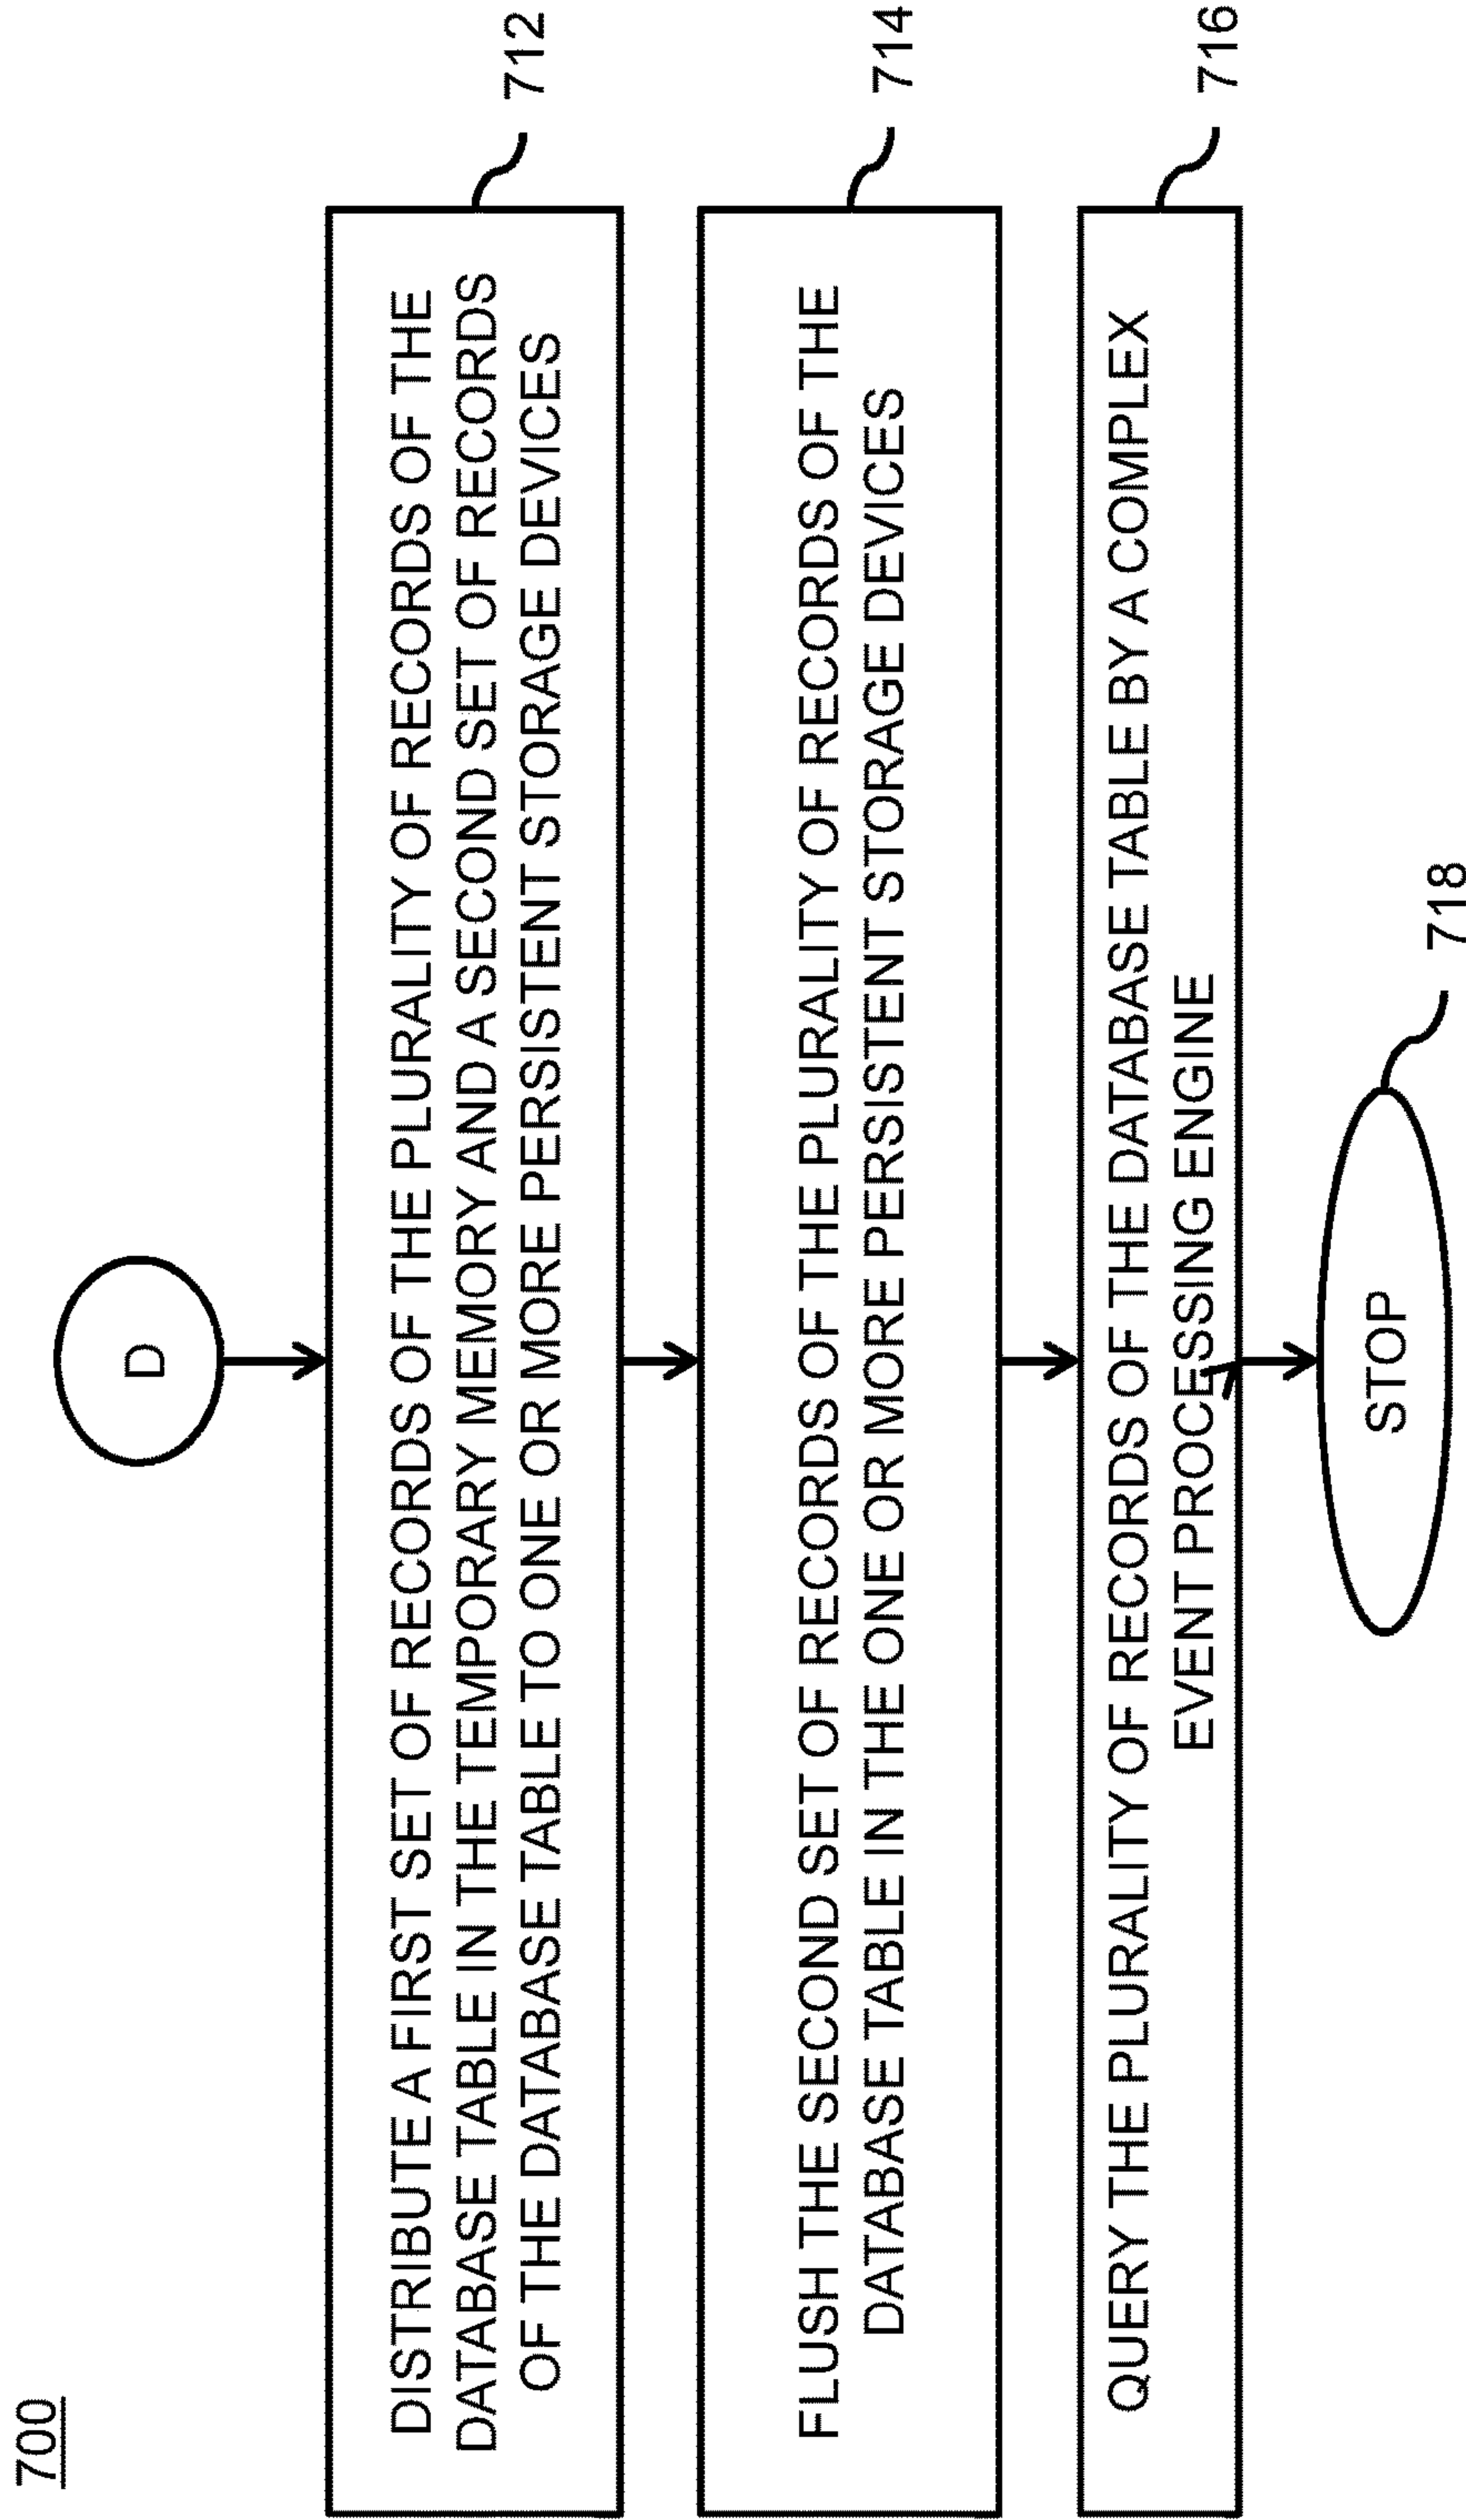 700
D
DISTRIBUTE A FIRST SET OF RECORDS OF THE PLURALITY OF RECORDS OF THE
DATABASE TABLE IN THE TEMPORARY MEMORY AND A SECOND SET OF RECORDS
OF THE DATABASE TABLE TO ONE OR MORE PERSISTENT STORAGE DEVICES
712
FLUSH THE SECOND SET OF RECORDS OF THE PLURALITY OF RECORDS OF THE
DATABASE TABLE IN THE ONE OR MORE PERSISTENT STORAGE DEVICES
714
QUERY THE PLURALITY OF RECORDS OF THE DATABASE TABLE BY A COMPLEX
EVENT PROCESSING ENGINE
716
STOP
718